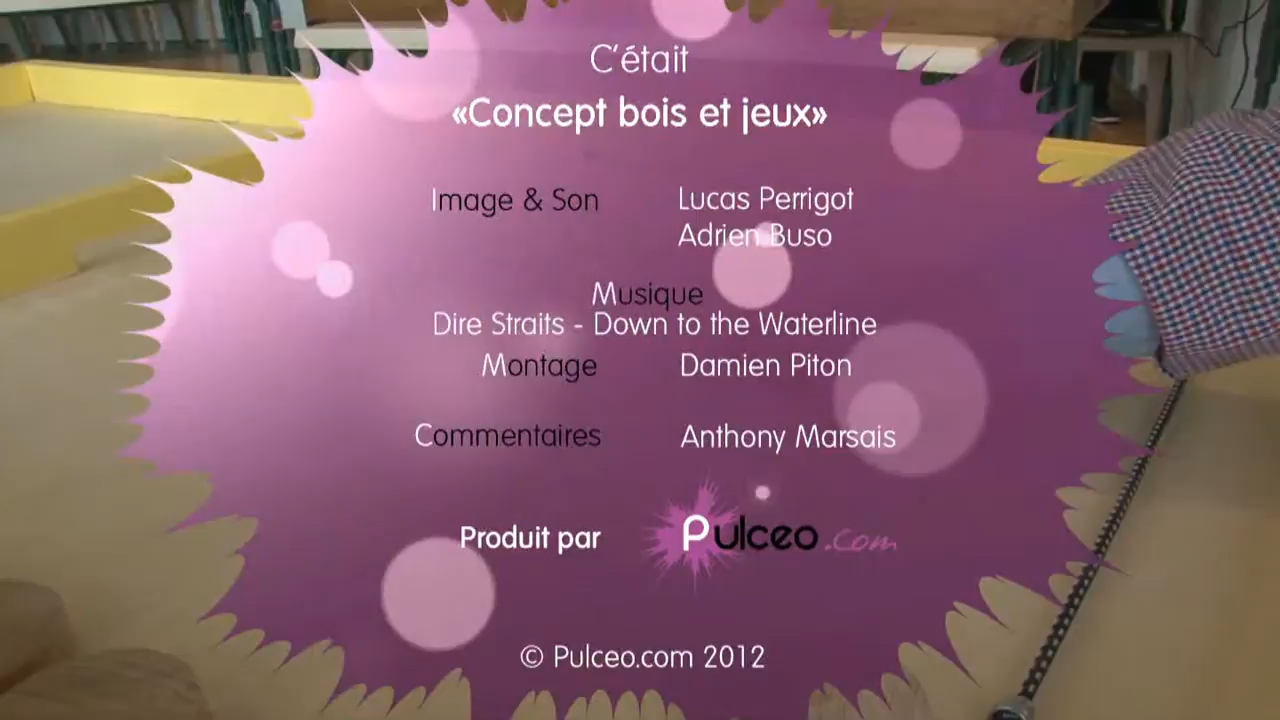 C'était
«Concept bois et jeux»
Image & Son Lucas Perrigot
Adrien Buso
Musique
Dire Straits - Down to the Waterline
Montage Damien Piton
Commentaires Anthony Marsais
Produit par Pulceo.com
© Pulceo.com 2012